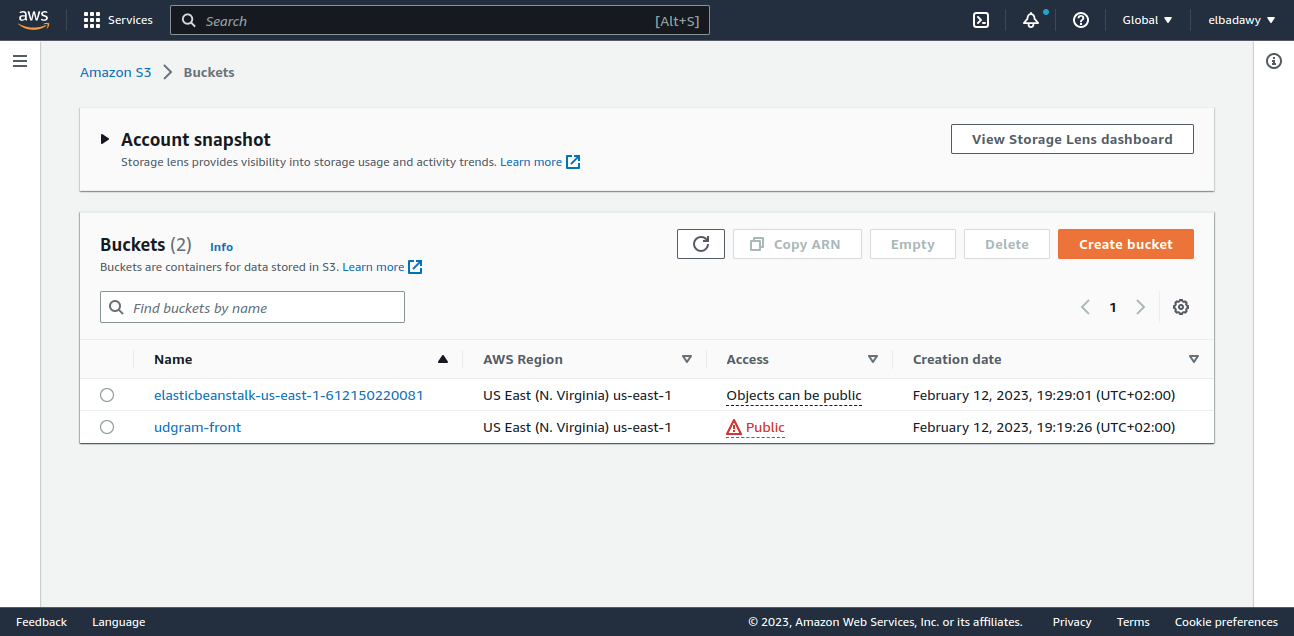 aws Services Search [Alt+S] Global elbadawy
Amazon S3 Buckets
Account snapshot View Storage Lens dashboard
Storage lens provides visibility into storage usage and activity trends. Learn more
Buckets (2) Info Copy ARN Empty Delete Create bucket
Buckets are containers for data stored in S3. Learn more
Find buckets by name 1
Name AWS Region Access Creation date
elasticbeanstalk-us-east-1-612150220081 US East (N. Virginia) us-east-1 Objects can be public February 12, 2023, 19:29:01 (UTC+02:00)
udgram-front US East (N. Virginia) us-east-1 Public February 12, 2023, 19:19:26 (UTC+02:00)
Feedback Language © 2023, Amazon Web Services, Inc. or its affiliates. Privacy Terms Cookie preferences